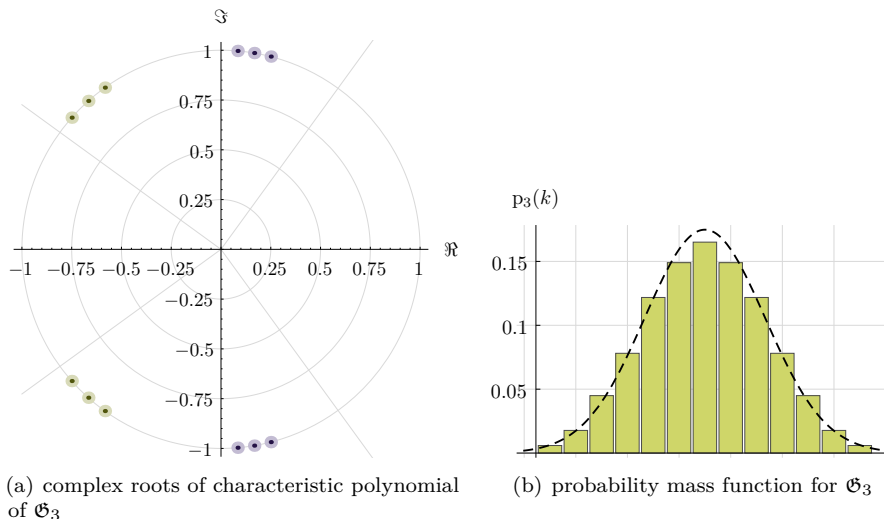 ℑ
1
0.75
0.5
0.25
ℜ
−1 −0.75 −0.5 −0.25 0.25 0.5 0.75 1
−0.25
−0.5
−0.75
−1
(a) complex roots of characteristic polynomial
of 𝔊₃
p₃(k)
0.15
0.1
0.05
(b) probability mass function for 𝔊₃